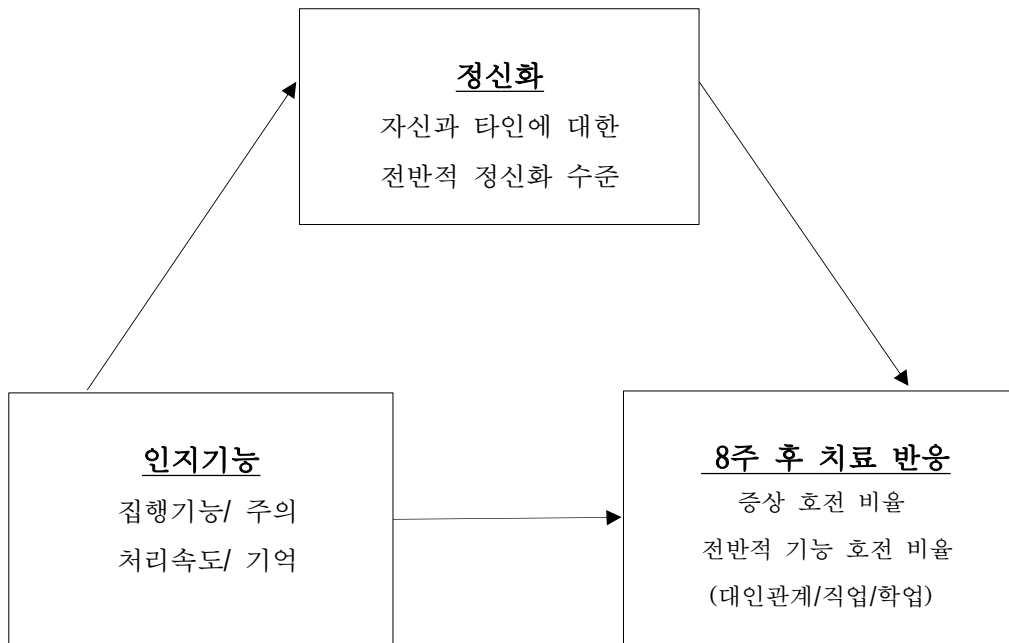 정신화
자신과 타인에 대한
전반적 정신화 수준
인지기능
집행기능/ 주의
처리속도/ 기억
8주 후 치료 반응
증상 호전 비율
전반적 기능 호전 비율
(대인관계/직업/학업)